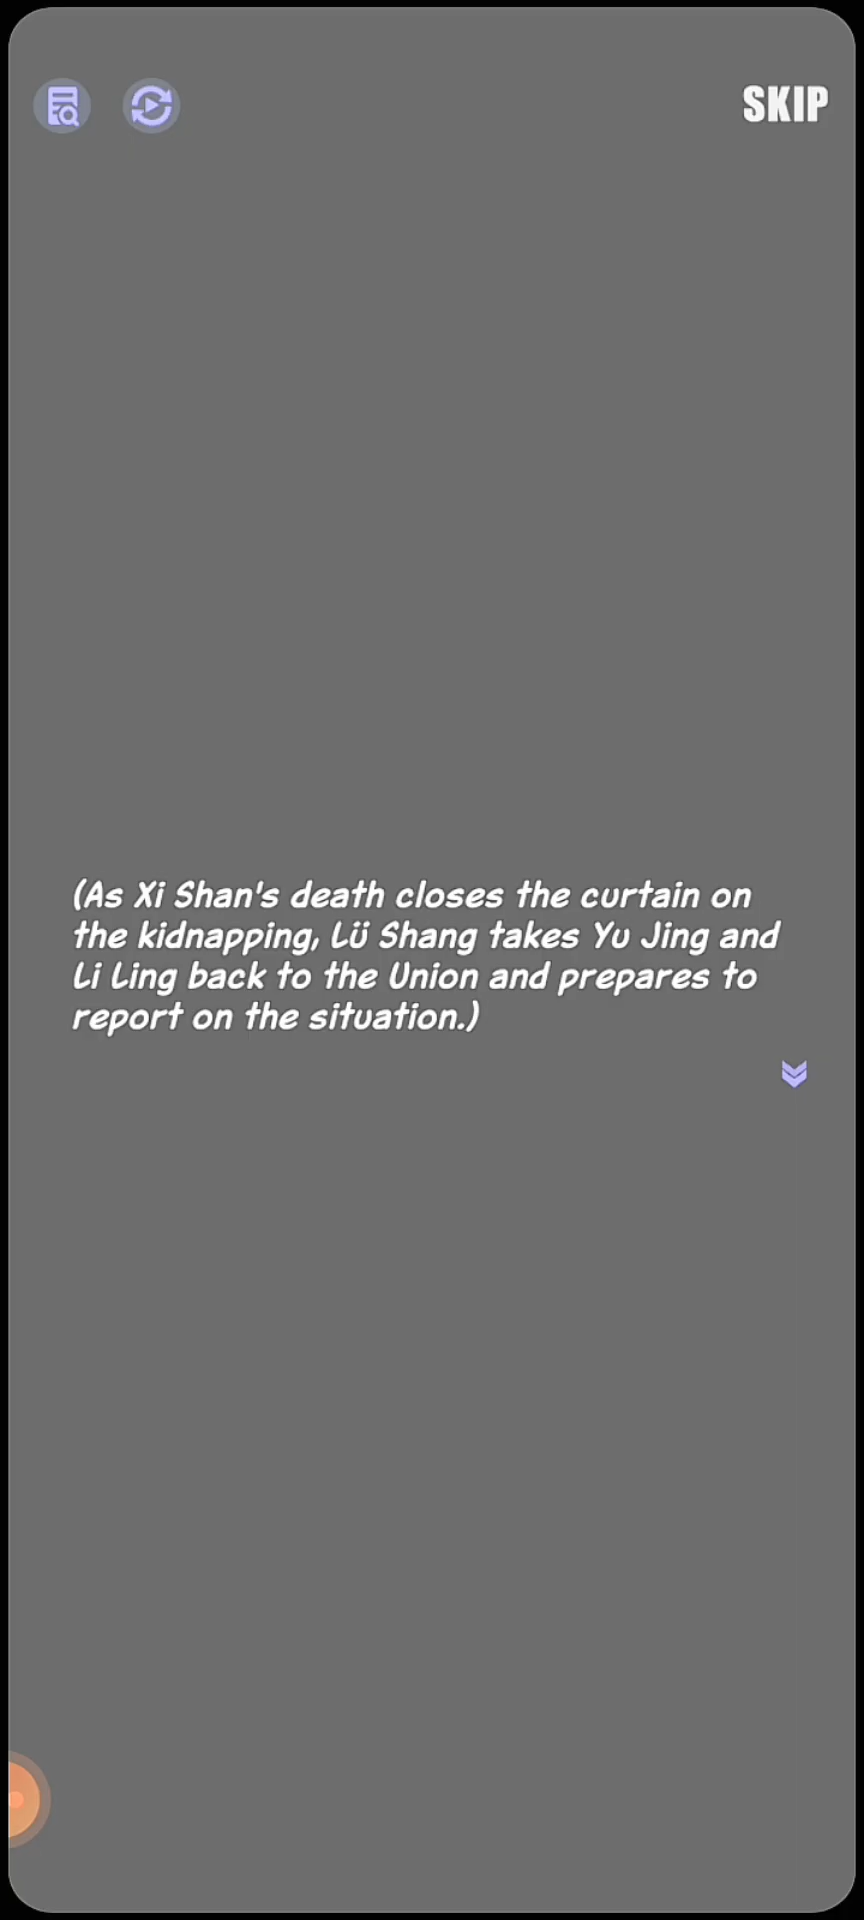 SKIP
(As Xi Shan's death closes the curtain on
the kidnapping, Lü Shang takes Yu Jing and
Li Ling back to the Union and prepares to
report on the situation.)